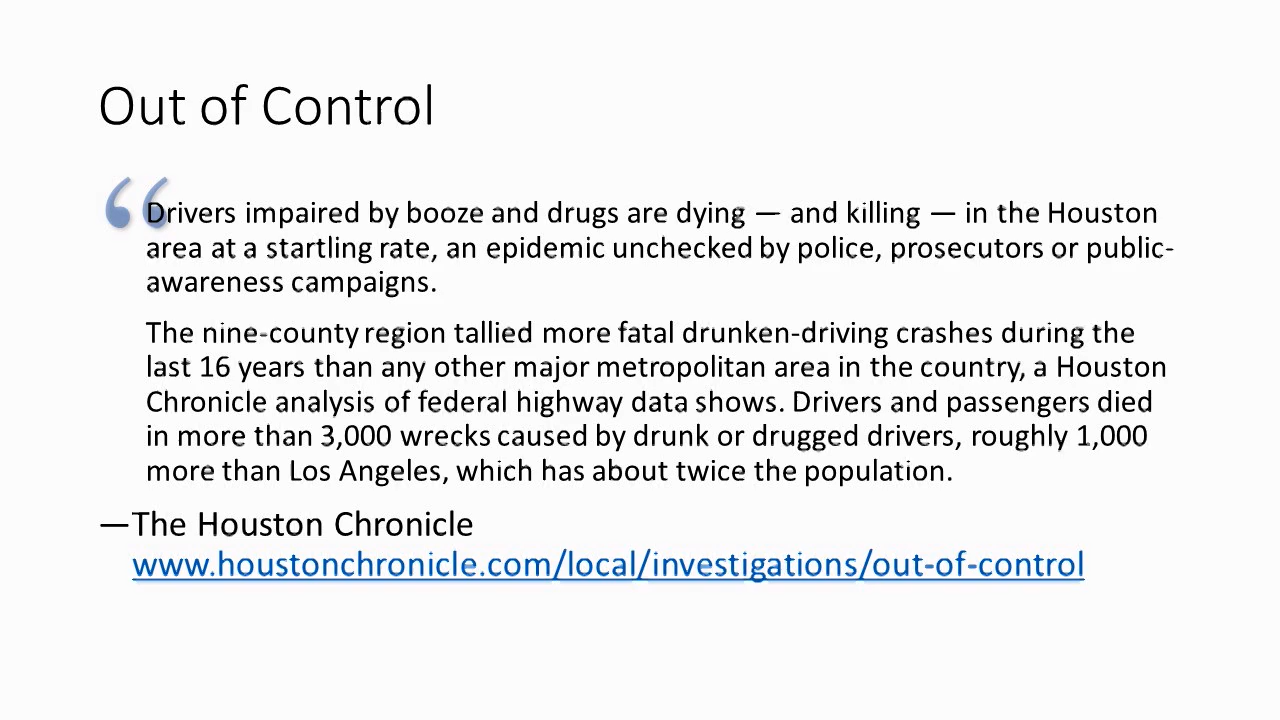 Out of Control
“
Drivers impaired by booze and drugs are dying — and killing — in the Houston
area at a startling rate, an epidemic unchecked by police, prosecutors or public-
awareness campaigns.
The nine-county region tallied more fatal drunken-driving crashes during the
last 16 years than any other major metropolitan area in the country, a Houston
Chronicle analysis of federal highway data shows. Drivers and passengers died
in more than 3,000 wrecks caused by drunk or drugged drivers, roughly 1,000
more than Los Angeles, which has about twice the population.
—The Houston Chronicle
www.houstonchronicle.com/local/investigations/out-of-control